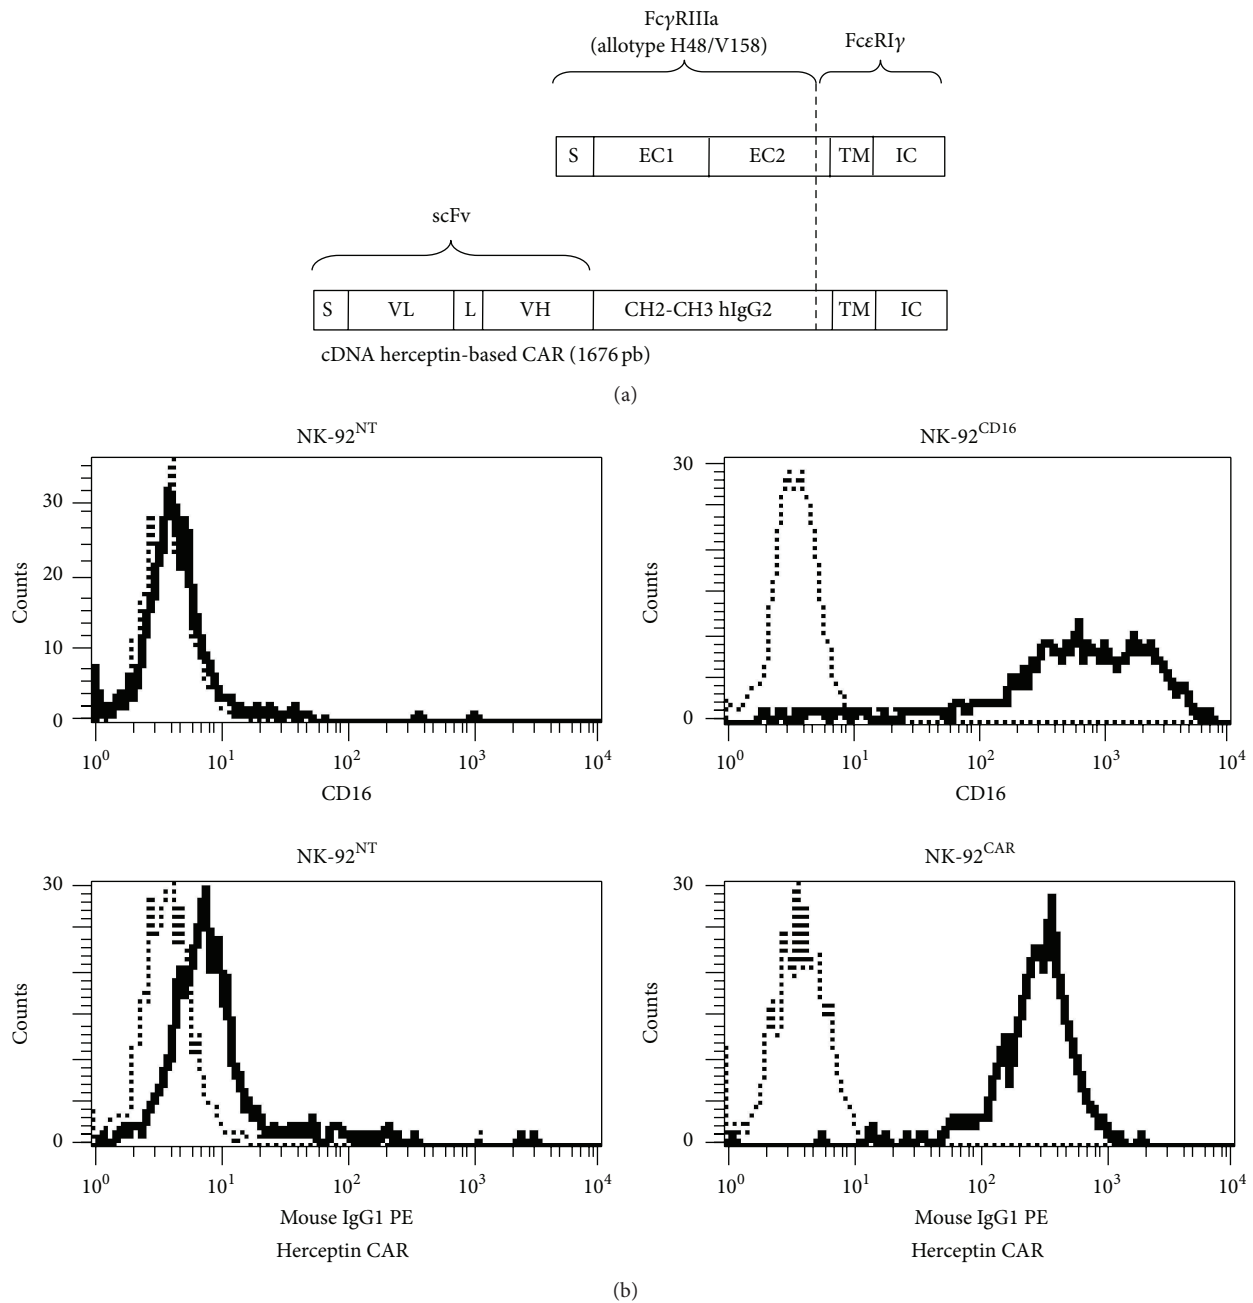 FcγRIIIa
(allotype H48/V158)
FcεRIγ
S EC1 EC2 TM IC
scFv
S VL L VH CH2-CH3 hIgG2 TM IC
cDNA herceptin-based CAR (1676 pb)
(a)
NK-92^NT
Counts
30
20
10
0
10^0 10^1 10^2 10^3 10^4
CD16
NK-92^CD16
Counts
30
0
10^0 10^1 10^2 10^3 10^4
CD16
NK-92^NT
Counts
30
0
10^0 10^1 10^2 10^3 10^4
Mouse IgG1 PE
Herceptin CAR
NK-92^CAR
Counts
30
0
10^0 10^1 10^2 10^3 10^4
Mouse IgG1 PE
Herceptin CAR
(b)